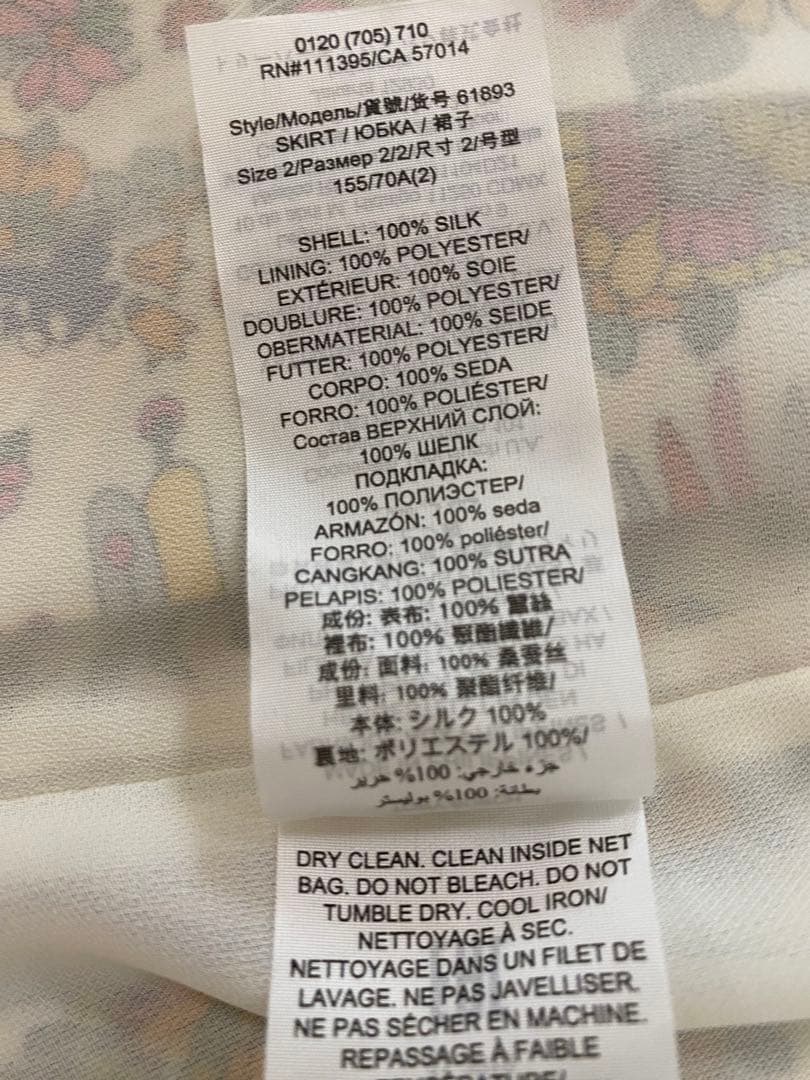 0120 (705) 710
RN#111395/CA 57014
Style/Модель/貨號/货号 61893
SKIRT / ЮБКА / 裙子
Size 2/Размер 2/2/尺寸 2/号型
155/70A(2)
SHELL: 100% SILK
LINING: 100% POLYESTER/
EXTÉRIEUR: 100% SOIE
DOUBLURE: 100% POLYESTER/
OBERMATERIAL: 100% SEIDE
FUTTER: 100% POLYESTER/
CORPO: 100% SEDA
FORRO: 100% POLIÉSTER/
Состав ВЕРХНИЙ СЛОЙ:
100% ШЕЛК
ПОДКЛАДКА:
100% ПОЛИЭСТЕР/
ARMAZÓN: 100% seda
FORRO: 100% poliéster/
CANGKANG: 100% SUTRA
PELAPIS: 100% POLIESTER/
成份: 表布: 100% 蠶絲
裡布: 100% 聚酯纖維/
成份: 面料: 100% 桑蚕丝
里料: 100% 聚酯纤维/
本体: シルク 100%
裏地: ポリエステル 100%/
جزء خارجي: 100% حرير
بطانة: 100% بوليستر
DRY CLEAN. CLEAN INSIDE NET
BAG. DO NOT BLEACH. DO NOT
TUMBLE DRY. COOL IRON/
NETTOYAGE À SEC.
NETTOYAGE DANS UN FILET DE
LAVAGE. NE PAS JAVELLISER.
NE PAS SÉCHER EN MACHINE.
REPASSAGE À FAIBLE